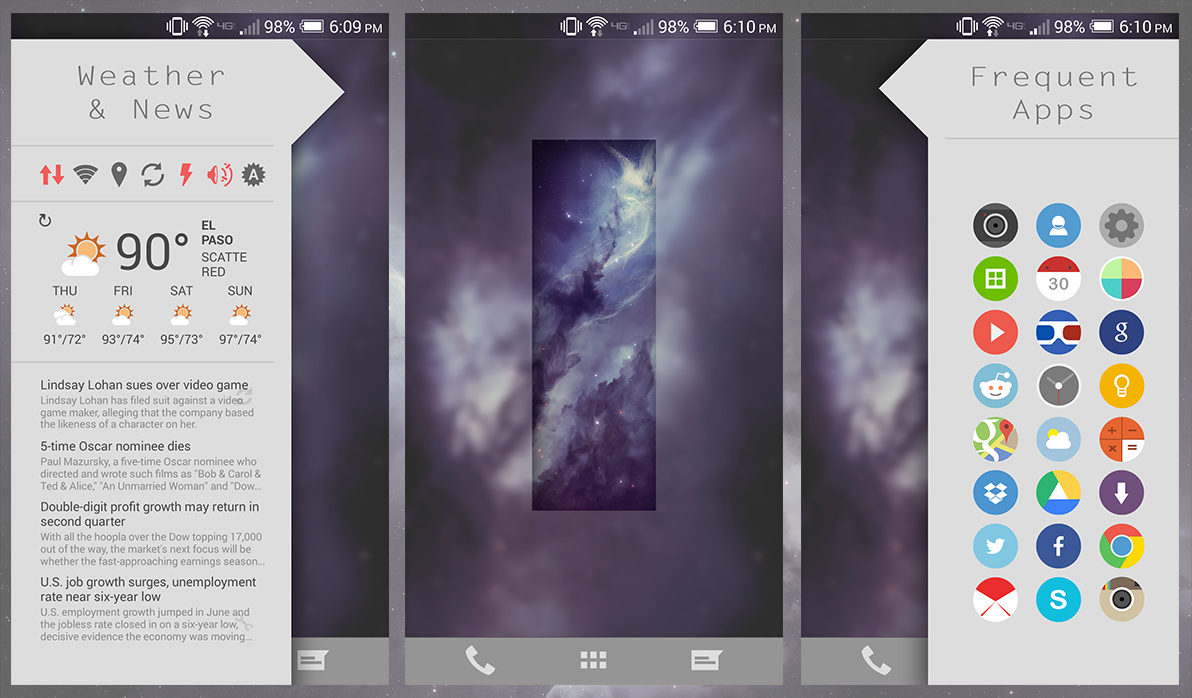 98% 6:09 PM
Weather
& News
A
90°
EL
PASO
SCATTE
RED
THU FRI SAT SUN
91°/72° 93°/74° 95°/73° 97°/74°
Lindsay Lohan sues over video game
Lindsay Lohan has filed suit against a video
game maker, alleging that the company based
the likeness of a character on her.
5-time Oscar nominee dies
Paul Mazursky, a five-time Oscar nominee who
directed and wrote such films as "Bob & Carol &
Ted & Alice," "An Unmarried Woman" and "Dow...
Double-digit profit growth may return in
second quarter
With all the hoopla over the Dow topping 17,000
out of the way, the market's next focus will be
whether the fast-approaching earnings season...
U.S. job growth surges, unemployment
rate near six-year low
U.S. employment growth jumped in June and
the jobless rate closed in on a six-year low,
decisive evidence the economy was moving...
4G 98% 6:10 PM
4G 98% 6:10 PM
Frequent
Apps
30
g
f
S